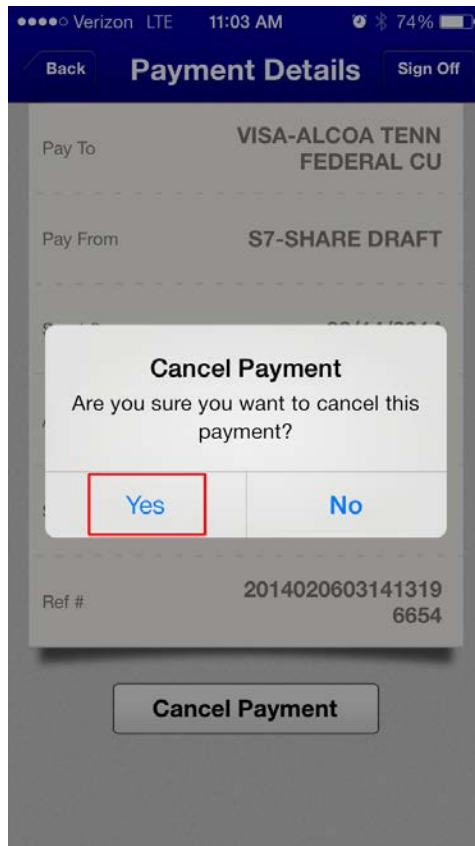 Verizon LTE 11:03 AM 74%
Back Payment Details Sign Off
Pay To VISA-ALCOA TENN
FEDERAL CU
Pay From S7-SHARE DRAFT
Cancel Payment
Are you sure you want to cancel this
payment?
Yes No
Ref # 2014020603141319
6654
Cancel Payment